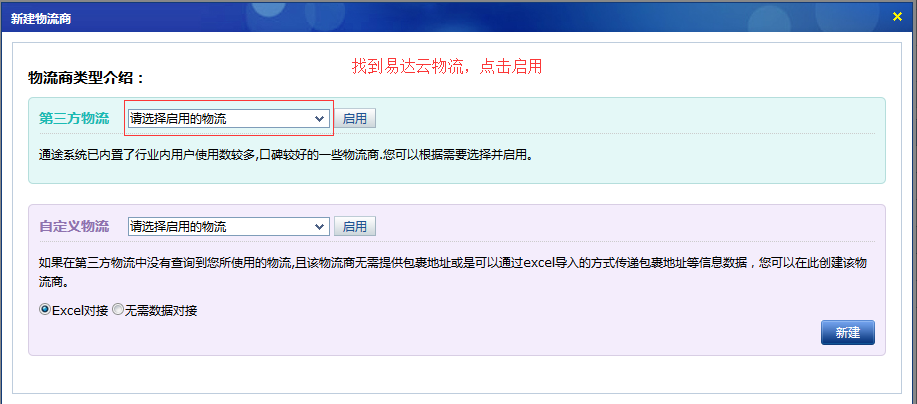 新建物流商
找到易达云物流，点击启用
物流商类型介绍：
第三方物流 请选择启用的物流 启用
通途系统已内置了行业内用户使用数较多,口碑较好的一些物流商.您可以根据需要选择并启用。
自定义物流 请选择启用的物流 启用
如果在第三方物流中没有查询到您所使用的物流,且该物流商无需提供包裹地址或是可以通过excel导入的方式传递包裹地址等信息数据，您可以在此创建该物
流商。
Excel对接 无需数据对接
新建